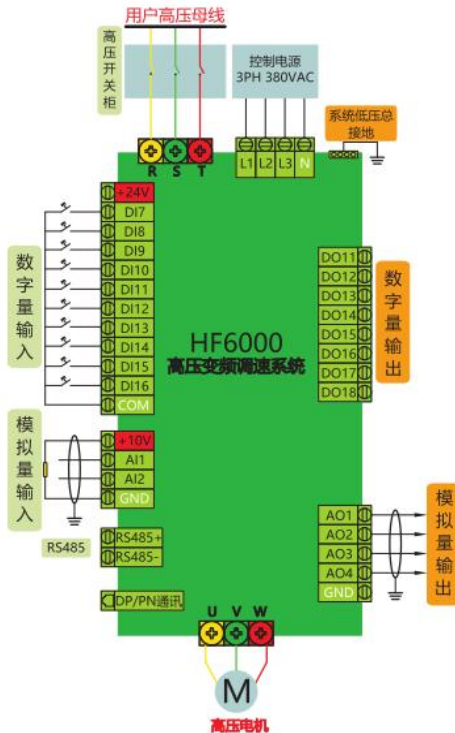 用户高压母线
高压开关柜
控制电源
3PH 380VAC
系统低压总
接地
R S T
L1 L2 L3 N
+24V
DI7
DI8
DI9
DI10
DI11
DI12
DI13
DI14
DI15
DI16
COM
数字量输入
DO11
DO12
DO13
DO14
DO15
DO16
DO17
DO18
数字量输出
HF6000
高压变频调速系统
+10V
AI1
AI2
GND
模拟量输入
RS485
RS485+
RS485-
DP/PN通讯
AO1
AO2
AO3
AO4
GND
模拟量输出
U V W
M
高压电机